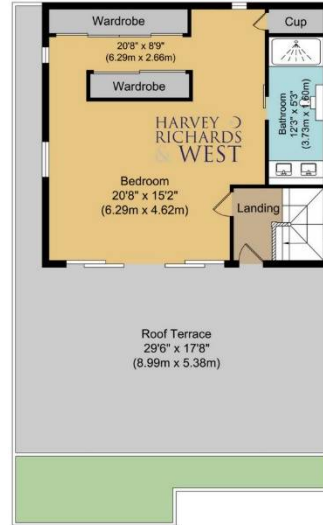 Wardrobe
Cup
20'8" x 8'9"
(6.29m x 2.66m)
Wardrobe
Bathroom
12'3" x 5'3"
(3.73m x 1.60m)
HARVEY
RICHARDS
& WEST
Bedroom
20'8" x 15'2"
(6.29m x 4.62m)
Landing
Roof Terrace
29'6" x 17'8"
(8.99m x 5.38m)